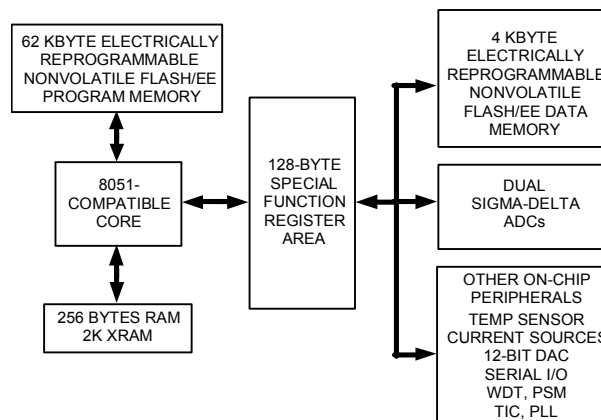 62 KBYTE ELECTRICALLY
REPROGRAMMABLE
NONVOLATILE FLASH/EE
PROGRAM MEMORY
8051-
COMPATIBLE
CORE
256 BYTES RAM
2K XRAM
128-BYTE
SPECIAL
FUNCTION
REGISTER
AREA
4 KBYTE
ELECTRICALLY
REPROGRAMMABLE
NONVOLATILE
FLASH/EE DATA
MEMORY
DUAL
SIGMA-DELTA
ADCs
OTHER ON-CHIP
PERIPHERALS
TEMP SENSOR
CURRENT SOURCES
12-BIT DAC
SERIAL I/O
WDT, PSM
TIC, PLL